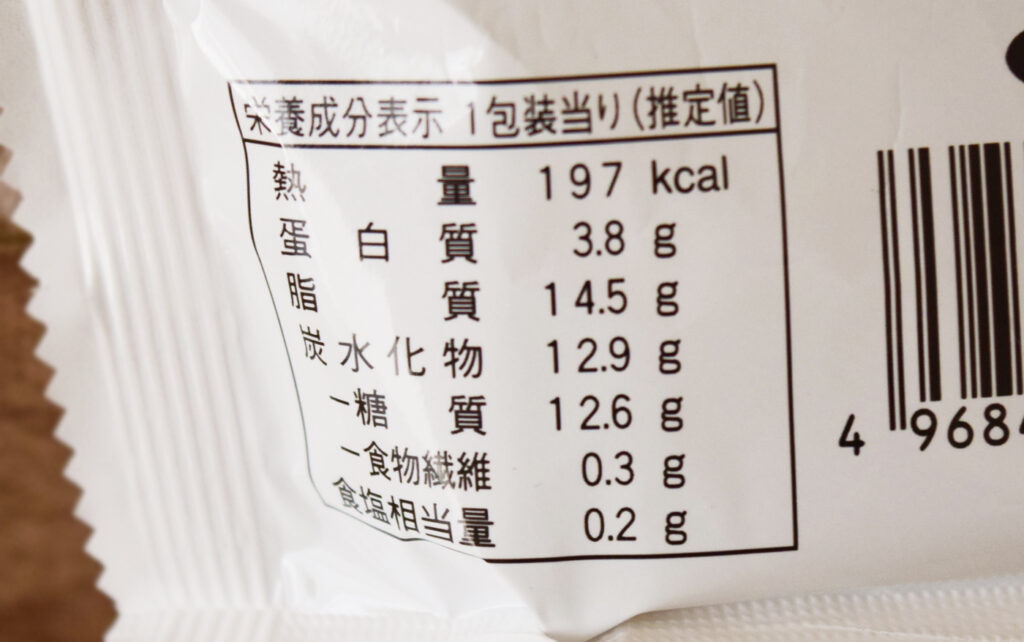 栄養成分表示 1包装当り(推定値)
熱量 197 kcal
蛋白質 3.8 g
脂質 14.5 g
炭水化物 12.9 g
-糖質 12.6 g
-食物繊維 0.3 g
食塩相当量 0.2 g
4 968